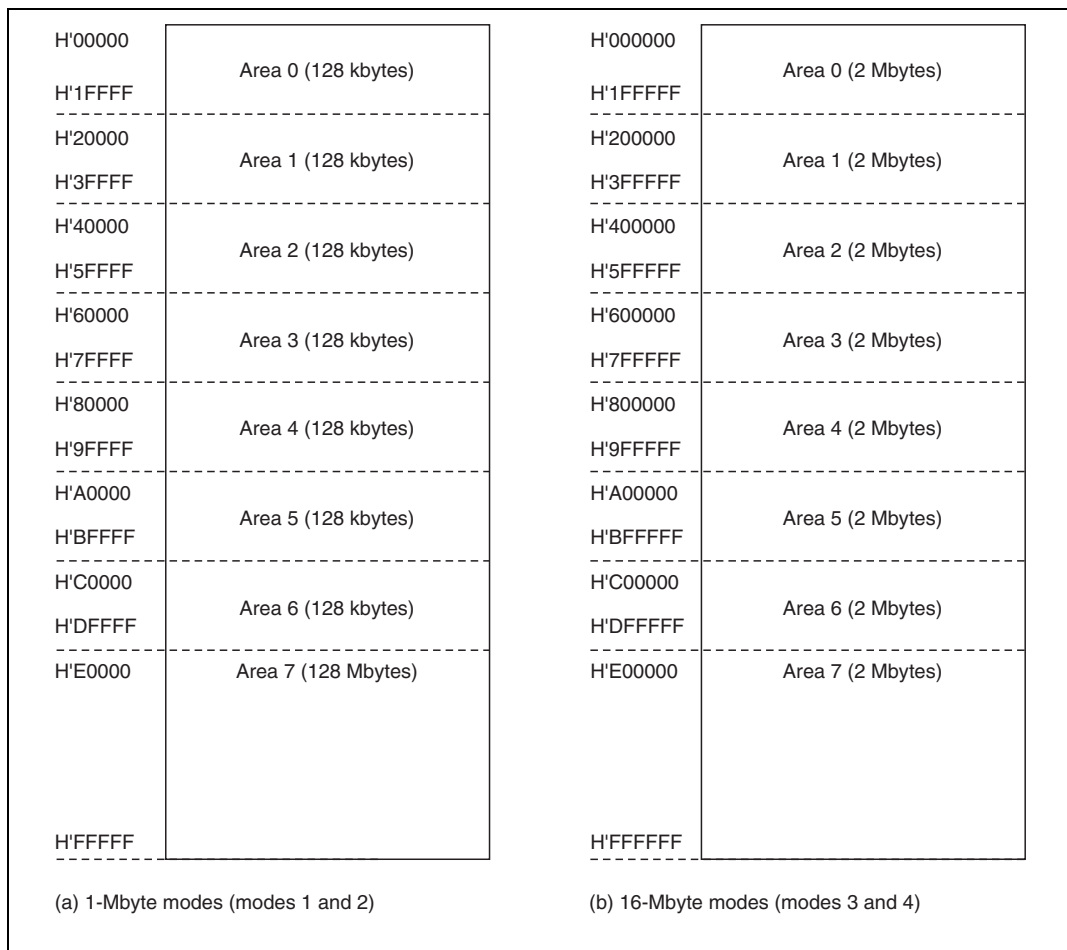 H'00000
Area 0 (128 kbytes)
H'1FFFF
H'20000
Area 1 (128 kbytes)
H'3FFFF
H'40000
Area 2 (128 kbytes)
H'5FFFF
H'60000
Area 3 (128 kbytes)
H'7FFFF
H'80000
Area 4 (128 kbytes)
H'9FFFF
H'A0000
Area 5 (128 kbytes)
H'BFFFF
H'C0000
Area 6 (128 kbytes)
H'DFFFF
H'E0000
Area 7 (128 Mbytes)
H'FFFFF
(a) 1-Mbyte modes (modes 1 and 2)
H'000000
Area 0 (2 Mbytes)
H'1FFFFF
H'200000
Area 1 (2 Mbytes)
H'3FFFFF
H'400000
Area 2 (2 Mbytes)
H'5FFFFF
H'600000
Area 3 (2 Mbytes)
H'7FFFFF
H'800000
Area 4 (2 Mbytes)
H'9FFFFF
H'A00000
Area 5 (2 Mbytes)
H'BFFFFF
H'C00000
Area 6 (2 Mbytes)
H'DFFFFF
H'E00000
Area 7 (2 Mbytes)
H'FFFFFF
(b) 16-Mbyte modes (modes 3 and 4)